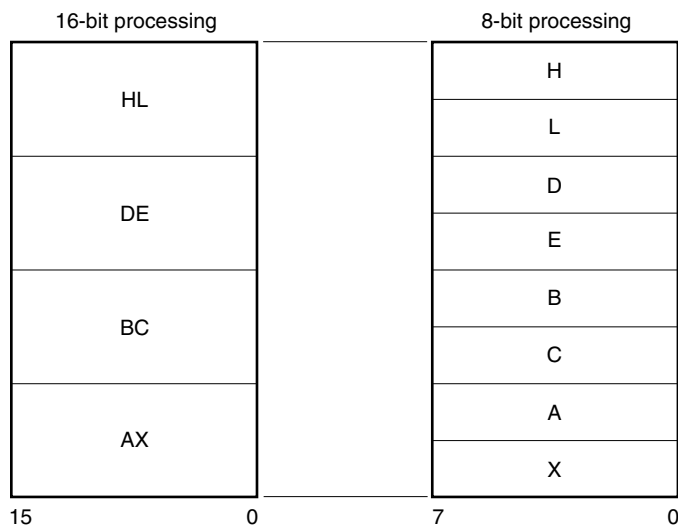 16-bit processing
8-bit processing
HL
DE
BC
AX
H
L
D
E
B
C
A
X
15 0
7 0